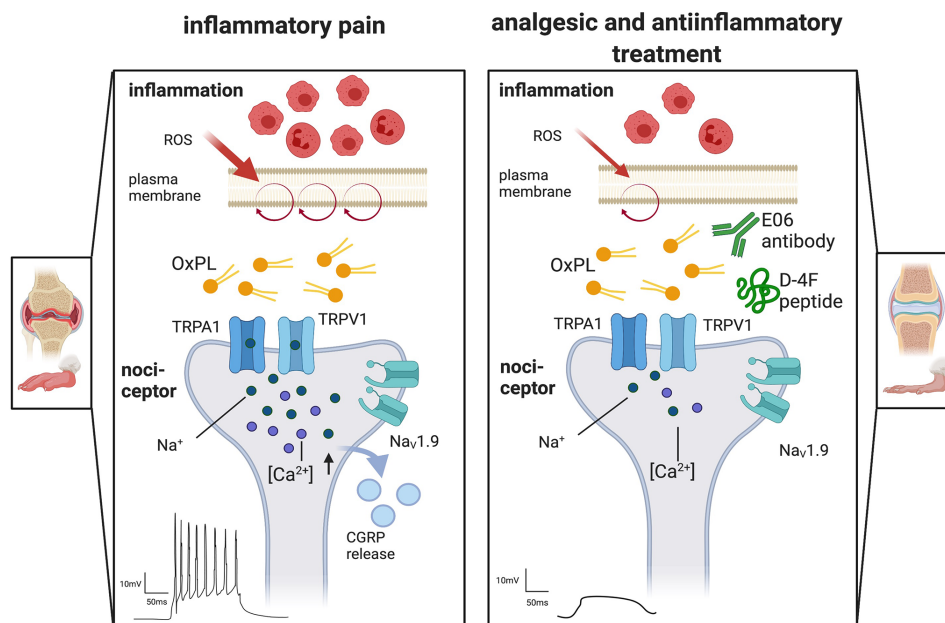 inflammatory pain
inflammation
ROS
plasma
membrane
OxPL
TRPA1
TRPV1
noci-
ceptor
Na⁺
[Ca²⁺]
Naᵥ1.9
CGRP
release
10mV
50ms
analgesic and antiinflammatory
treatment
inflammation
ROS
plasma
membrane
E06
antibody
OxPL
D-4F
peptide
TRPA1
TRPV1
noci-
ceptor
Na⁺
[Ca²⁺]
Naᵥ1.9
10mV
50ms